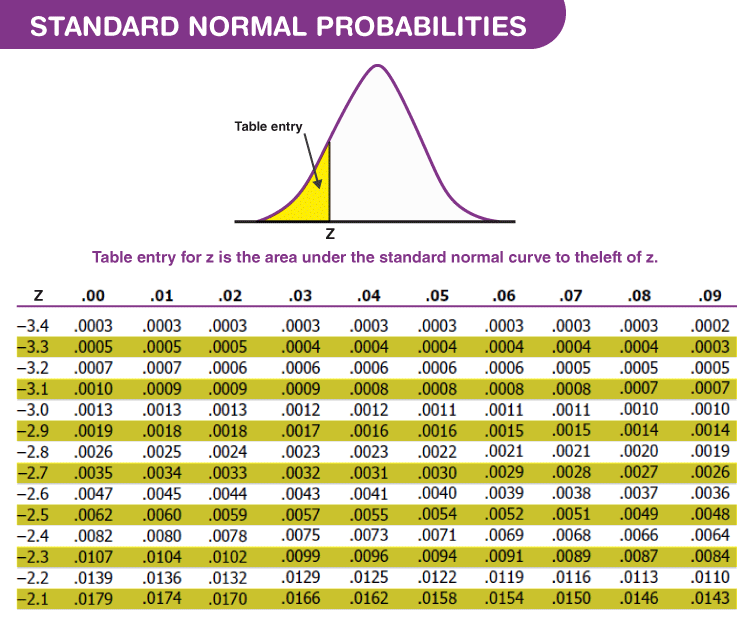 STANDARD NORMAL PROBABILITIES
Table entry
Z
Table entry for z is the area under the standard normal curve to theleft of z.
Z .00 .01 .02 .03 .04 .05 .06 .07 .08 .09
–3.4 .0003 .0003 .0003 .0003 .0003 .0003 .0003 .0003 .0003 .0002
–3.3 .0005 .0005 .0005 .0004 .0004 .0004 .0004 .0004 .0004 .0003
–3.2 .0007 .0007 .0006 .0006 .0006 .0006 .0006 .0005 .0005 .0005
–3.1 .0010 .0009 .0009 .0009 .0008 .0008 .0008 .0008 .0007 .0007
–3.0 .0013 .0013 .0013 .0012 .0012 .0011 .0011 .0011 .0010 .0010
–2.9 .0019 .0018 .0018 .0017 .0016 .0016 .0015 .0015 .0014 .0014
–2.8 .0026 .0025 .0024 .0023 .0023 .0022 .0021 .0021 .0020 .0019
–2.7 .0035 .0034 .0033 .0032 .0031 .0030 .0029 .0028 .0027 .0026
–2.6 .0047 .0045 .0044 .0043 .0041 .0040 .0039 .0038 .0037 .0036
–2.5 .0062 .0060 .0059 .0057 .0055 .0054 .0052 .0051 .0049 .0048
–2.4 .0082 .0080 .0078 .0075 .0073 .0071 .0069 .0068 .0066 .0064
–2.3 .0107 .0104 .0102 .0099 .0096 .0094 .0091 .0089 .0087 .0084
–2.2 .0139 .0136 .0132 .0129 .0125 .0122 .0119 .0116 .0113 .0110
–2.1 .0179 .0174 .0170 .0166 .0162 .0158 .0154 .0150 .0146 .0143